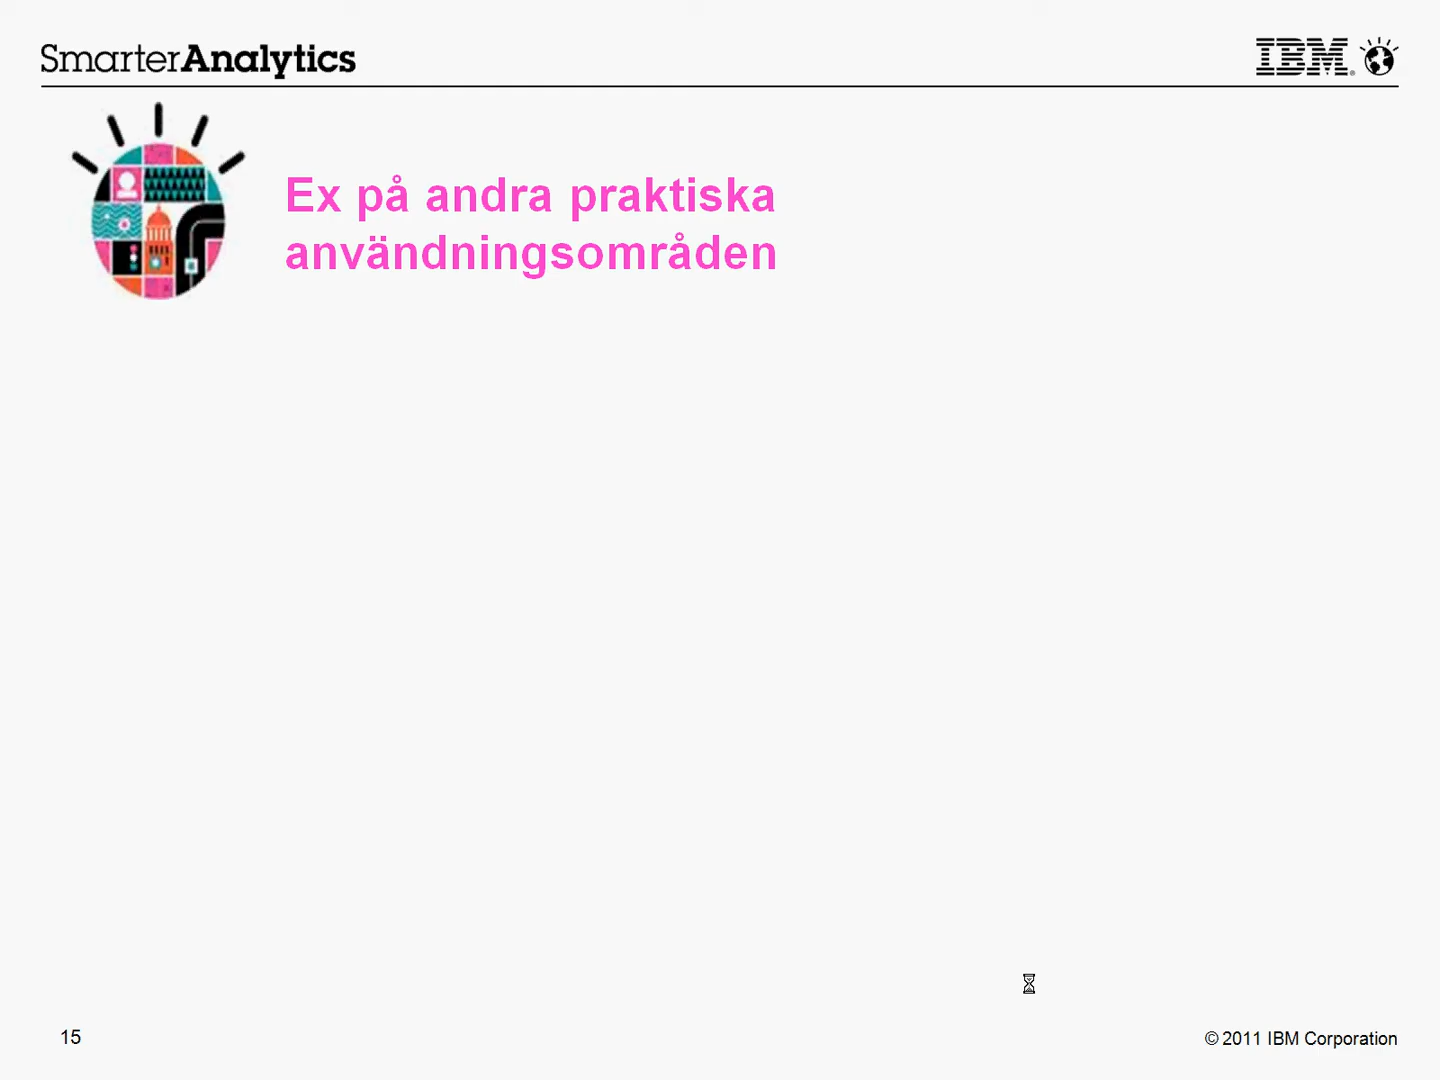 SmarterAnalytics
IBM
Ex på andra praktiska
användningsområden
15
© 2011 IBM Corporation